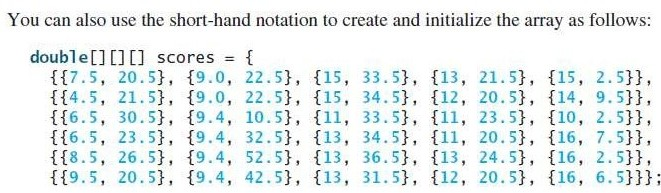 You can also use the short-hand notation to create and initialize the array as follows:
double[][][] scores = {
{{7.5, 20.5}, {9.0, 22.5}, {15, 33.5}, {13, 21.5}, {15, 2.5}},
{{4.5, 21.5}, {9.0, 22.5}, {15, 34.5}, {12, 20.5}, {14, 9.5}},
{{6.5, 30.5}, {9.4, 10.5}, {11, 33.5}, {11, 23.5}, {10, 2.5}},
{{6.5, 23.5}, {9.4, 32.5}, {13, 34.5}, {11, 20.5}, {16, 7.5}},
{{8.5, 26.5}, {9.4, 52.5}, {13, 36.5}, {13, 24.5}, {16, 2.5}},
{{9.5, 20.5}, {9.4, 42.5}, {13, 31.5}, {12, 20.5}, {16, 6.5}}};